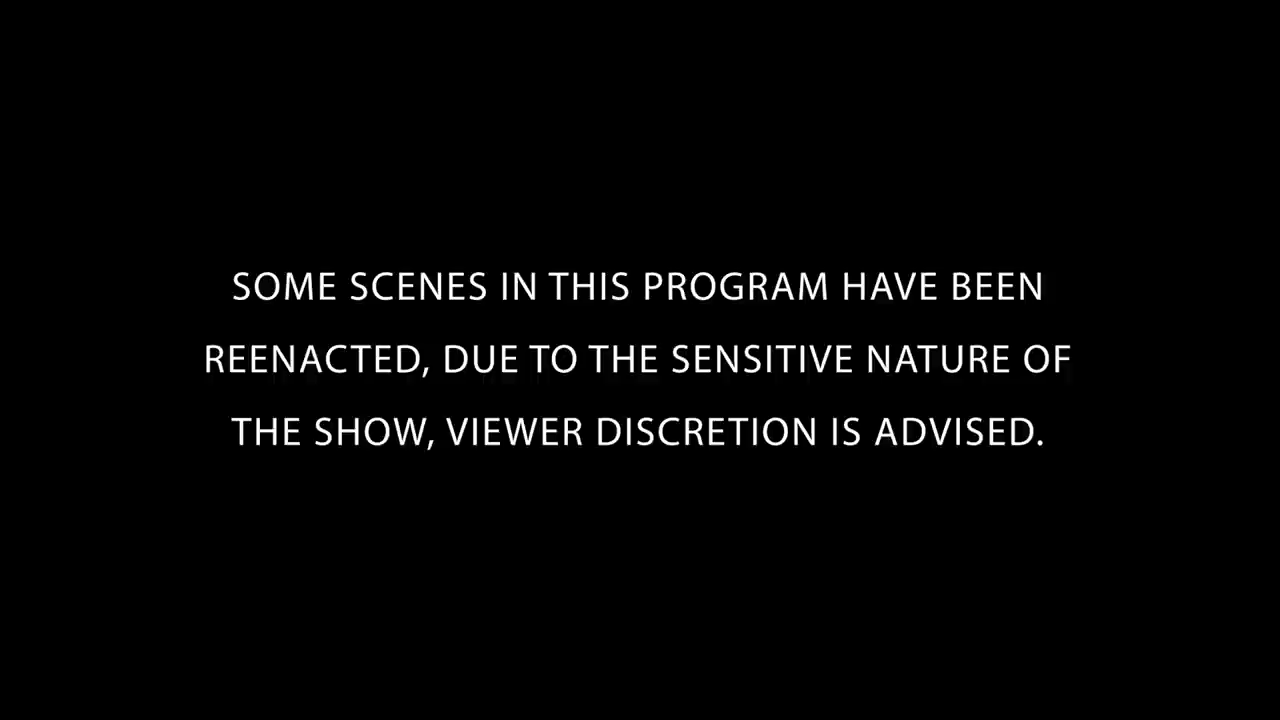 SOME SCENES IN THIS PROGRAM HAVE BEEN
REENACTED, DUE TO THE SENSITIVE NATURE OF
THE SHOW, VIEWER DISCRETION IS ADVISED.